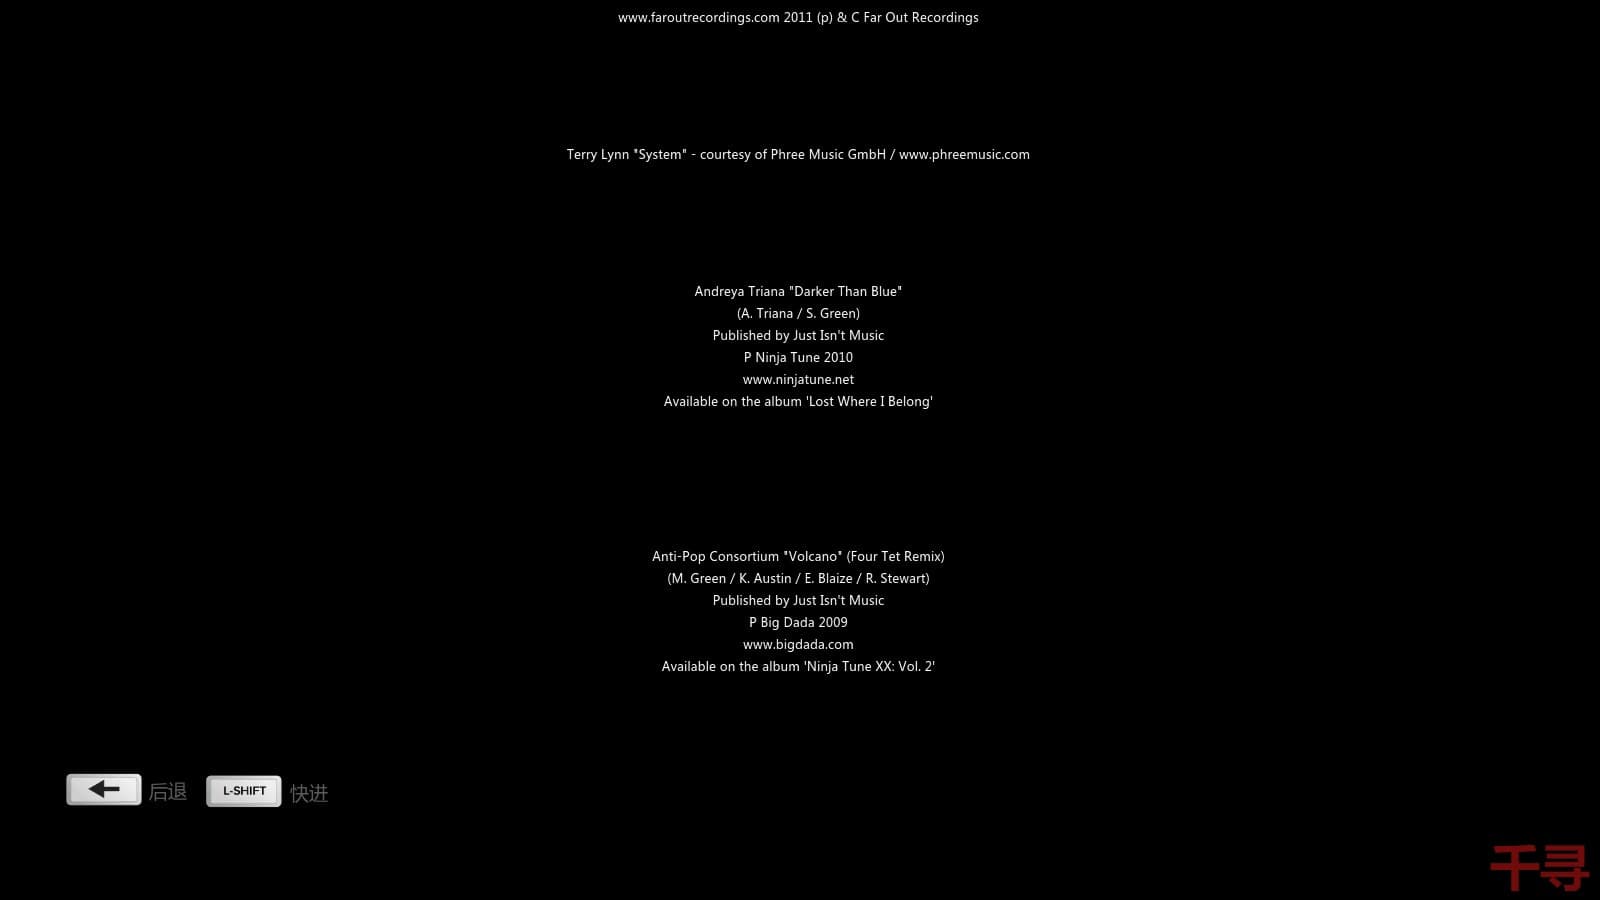 www.faroutrecordings.com 2011 (p) & C Far Out Recordings
Terry Lynn "System" - courtesy of Phree Music GmbH / www.phreemusic.com
Andreya Triana "Darker Than Blue"
(A. Triana / S. Green)
Published by Just Isn't Music
P Ninja Tune 2010
www.ninjatune.net
Available on the album 'Lost Where I Belong'
Anti-Pop Consortium "Volcano" (Four Tet Remix)
(M. Green / K. Austin / E. Blaize / R. Stewart)
Published by Just Isn't Music
P Big Dada 2009
www.bigdada.com
Available on the album 'Ninja Tune XX: Vol. 2'
后退 L-SHIFT 快进
千寻